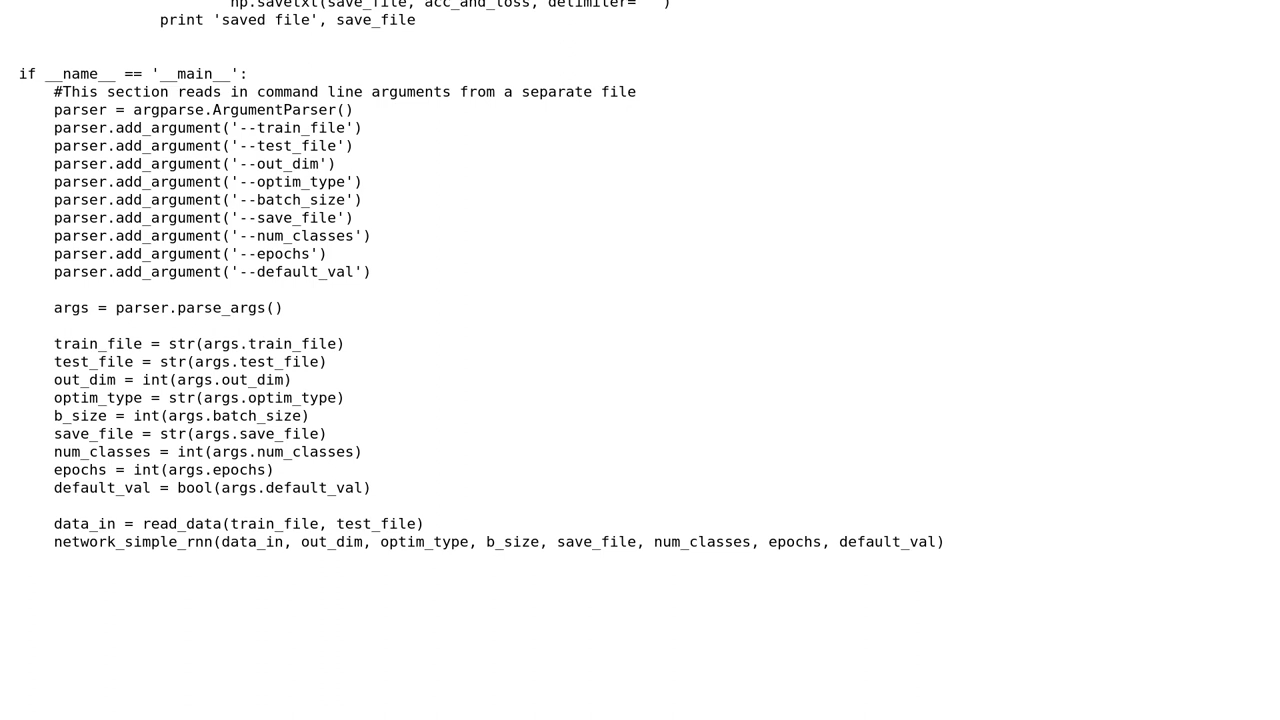 np.savetxt(save_file, acc_and_loss, delimiter=" ")
print 'saved file', save_file
if __name__ == '__main__':
#This section reads in command line arguments from a separate file
parser = argparse.ArgumentParser()
parser.add_argument('--train_file')
parser.add_argument('--test_file')
parser.add_argument('--out_dim')
parser.add_argument('--optim_type')
parser.add_argument('--batch_size')
parser.add_argument('--save_file')
parser.add_argument('--num_classes')
parser.add_argument('--epochs')
parser.add_argument('--default_val')
args = parser.parse_args()
train_file = str(args.train_file)
test_file = str(args.test_file)
out_dim = int(args.out_dim)
optim_type = str(args.optim_type)
b_size = int(args.batch_size)
save_file = str(args.save_file)
num_classes = int(args.num_classes)
epochs = int(args.epochs)
default_val = bool(args.default_val)
data_in = read_data(train_file, test_file)
network_simple_rnn(data_in, out_dim, optim_type, b_size, save_file, num_classes, epochs, default_val)